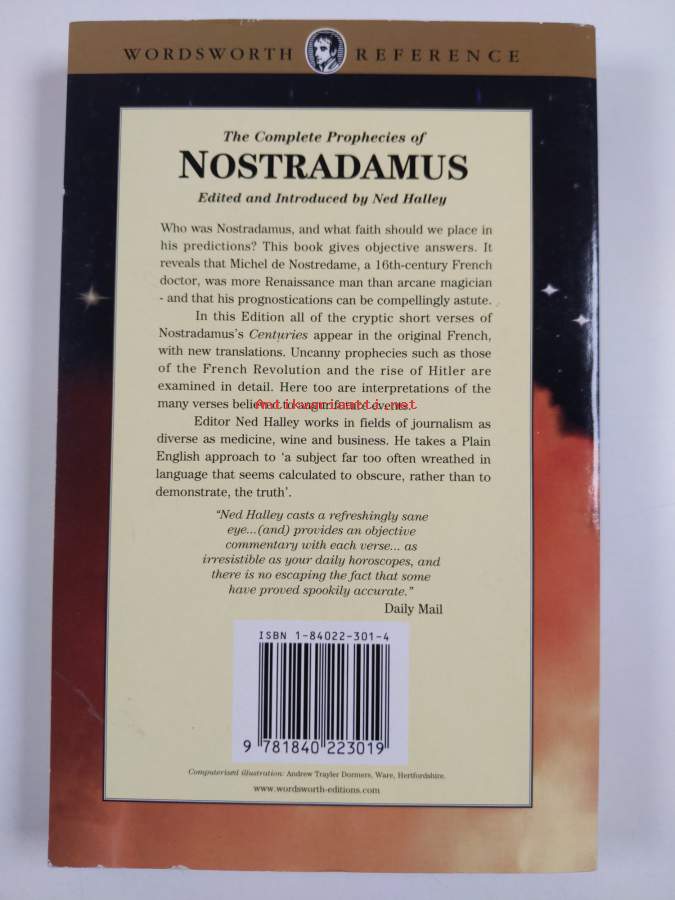 WORDSWORTH REFERENCE
The Complete Prophecies of
NOSTRADAMUS
Edited and Introduced by Ned Halley
Who was Nostradamus, and what faith should we place in
his predictions? This book gives objective answers. It
reveals that Michel de Nostredame, a 16th-century French
doctor, was more Renaissance man than arcane magician
- and that his prognostications can be compellingly astute.
In this Edition all of the cryptic short verses of
Nostradamus's Centuries appear in the original French,
with new translations. Uncanny prophecies such as those
of the French Revolution and the rise of Hitler are
examined in detail. Here too are interpretations of the
many verses believed to events.
Antikvariaatti.net
Editor Ned Halley works in fields of journalism as
diverse as medicine, wine and business. He takes a Plain
English approach to 'a subject far too often wreathed in
language that seems calculated to obscure, rather than to
demonstrate, the truth'.
"Ned Halley casts a refreshingly sane
eye...(and) provides an objective
commentary with each verse... as
irresistible as your daily horoscopes, and
there is no escaping the fact that some
have proved spookily accurate."
Daily Mail
ISBN 1-84022-301-4
9 781840 223019
Computerised illustration: Andrew Trayler Dormers, Ware, Hertfordshire.
www.wordsworth-editions.com